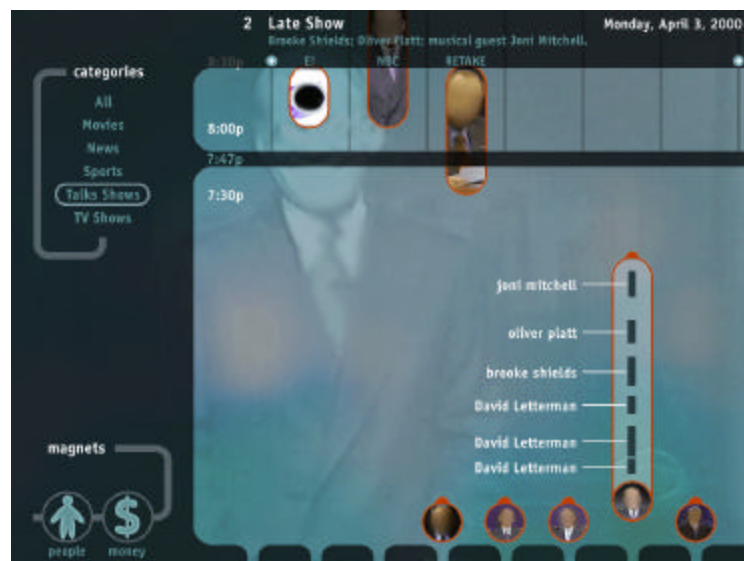 2 Late Show
Monday, April 3, 2000
Brooke Shields; Oliver Platt; musical guest Joni Mitchell.
8:30p
E!
NBC
RETAKE
categories
All
Movies
News
Sports
Talks Shows
TV Shows
8:00p
7:47p
7:30p
joni mitchell
oliver platt
brooke shields
David Letterman
David Letterman
David Letterman
magnets
$
people
money